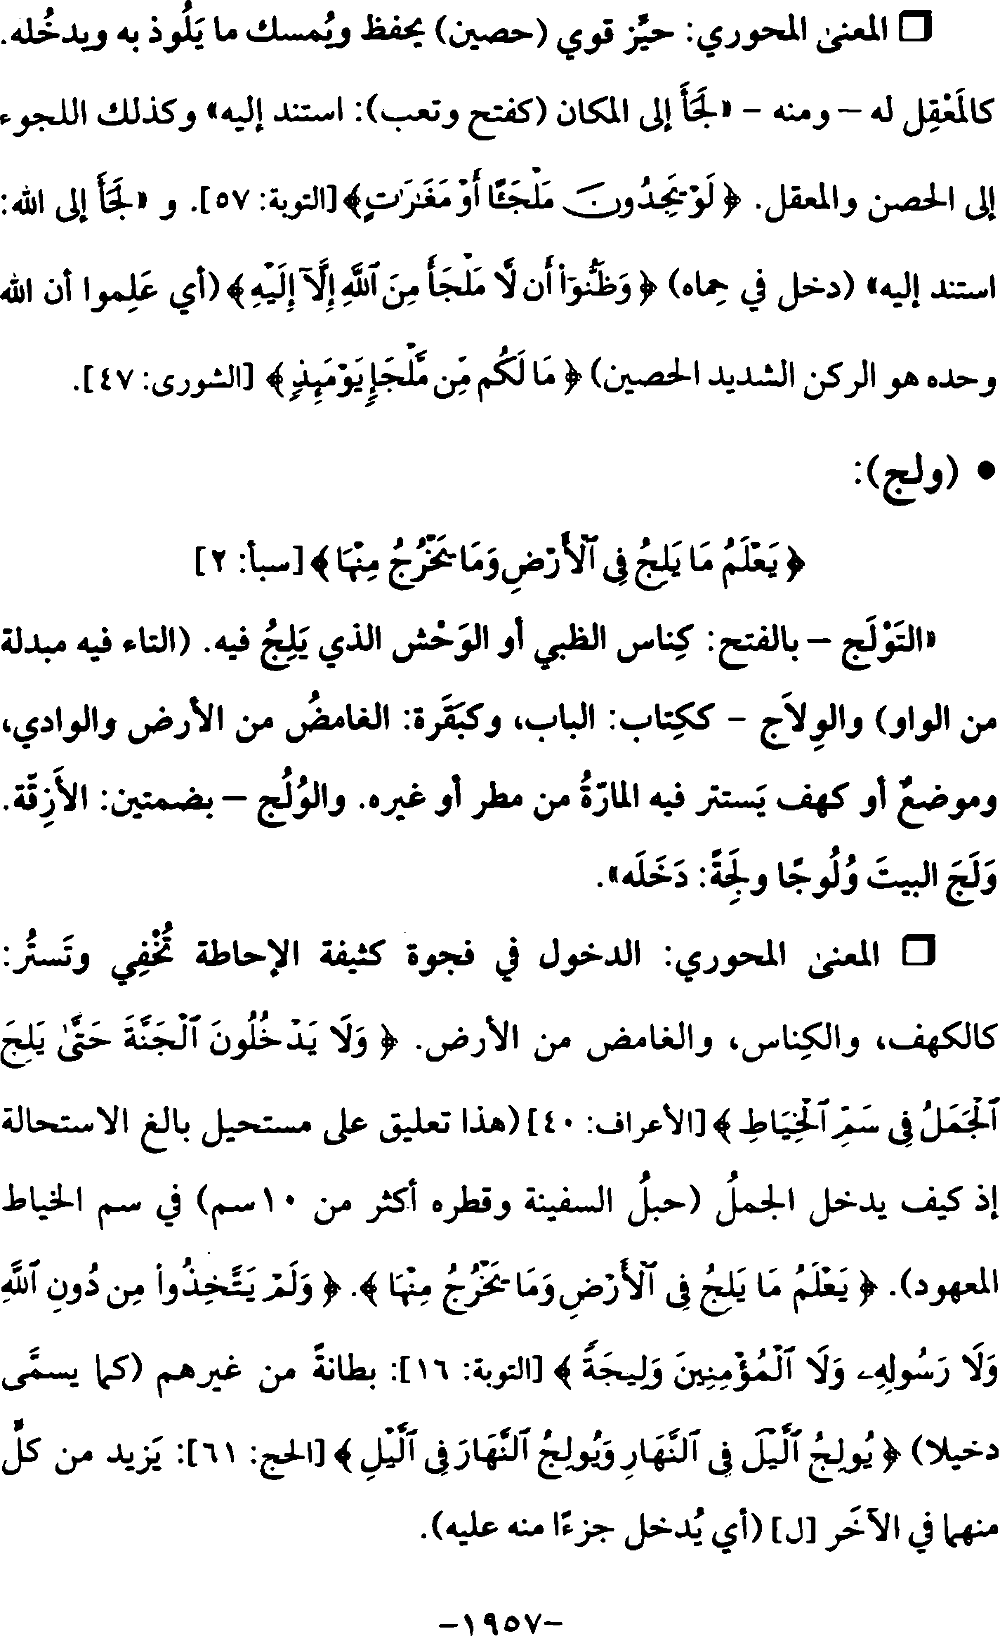 □ المعنى المحوري: حيِّز قوي (حصين) يحفظ ويُمسك ما يَلُوذ به ويدخُله.
كالمَعْقِل له – ومنه – «لَجَأَ إلى المكان (كفتح وتعب): استند إليه» وكذلك اللجوء
إلى الحصن والمعقل. ﴿لَوْ يَجِدُونَ مَلْجَـًٔا أَوْ مَغَٰرَٰتٍ﴾ [التوبة: ٥٧]. و «لَجَأَ إلى الله:
استند إليه» (دخل في حِماه) ﴿وَظَنُّوٓا۟ أَن لَّا مَلْجَأَ مِنَ ٱللَّهِ إِلَّآ إِلَيْهِ﴾ (أي عَلِموا أن الله
وحده هو الركن الشديد الحصين) ﴿مَا لَكُم مِّن مَّلْجَإٍ يَوْمَئِذٍ﴾ [الشورى: ٤٧].
• (ولج):
﴿يَعْلَمُ مَا يَلِجُ فِى ٱلْأَرْضِ وَمَا يَخْرُجُ مِنْهَا﴾ [سبأ: ٢]
«التَوْلَج – بالفتح: كِناس الظبي أو الوَحْش الذي يَلِجُ فيه. (التاء فيه مبدلة
من الواو) والوِلاَج – ككِتاب: الباب، وكبَقَرة: الغامضُ من الأرض والوادي،
وموضعٌ أو كهف يَستتر فيه المارّةُ من مطر أو غيره. والوُلُج – بضمتين: الأَزِقّة.
وَلَجَ البيتَ وُلُوجًا ولِجَةً: دَخَلَه».
□ المعنى المحوري: الدخول في فجوة كثيفة الإحاطة تُخْفِي وتَستُر:
كالكهف، والكِناس، والغامض من الأرض. ﴿وَلَا يَدْخُلُونَ ٱلْجَنَّةَ حَتَّىٰ يَلِجَ
ٱلْجَمَلُ فِى سَمِّ ٱلْخِيَاطِ﴾ [الأعراف: ٤٠] (هذا تعليق على مستحيل بالغ الاستحالة
إذ كيف يدخل الجملُ (حبلُ السفينة وقطره أكثر من ١٠سم) في سم الخياط
المعهود). ﴿يَعْلَمُ مَا يَلِجُ فِى ٱلْأَرْضِ وَمَا يَخْرُجُ مِنْهَا﴾. ﴿وَلَمْ يَتَّخِذُوا۟ مِن دُونِ ٱللَّهِ
وَلَا رَسُولِهِۦ وَلَا ٱلْمُؤْمِنِينَ وَلِيجَةً﴾ [التوبة: ١٦]: بطانةً من غيرهم (كما يسمَّى
دخيلا) ﴿يُولِجُ ٱلَّيْلَ فِى ٱلنَّهَارِ وَيُولِجُ ٱلنَّهَارَ فِى ٱلَّيْلِ﴾ [الحج: ٦١]: يَزيد من كلٍّ
منهما في الآخَر [ل] (أي يُدخل جزءًا منه عليه).
–١٩٥٧–